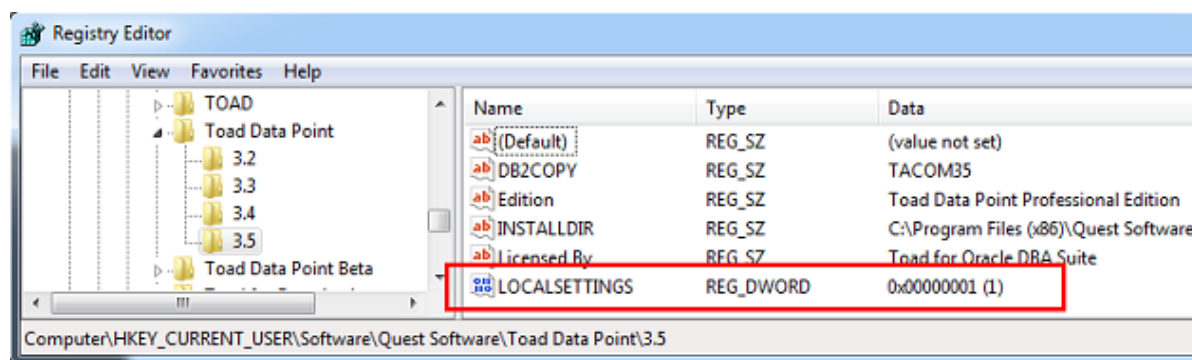 Registry Editor
File Edit View Favorites Help
TOAD
Toad Data Point
3.2
3.3
3.4
3.5
Toad Data Point Beta
Name Type Data
(Default) REG_SZ (value not set)
DB2COPY REG_SZ TACOM35
Edition REG_SZ Toad Data Point Professional Edition
INSTALLDIR REG_SZ C:\Program Files (x86)\Quest Software
Licensed By REG_SZ Toad for Oracle DBA Suite
LOCALSETTINGS REG_DWORD 0x00000001 (1)
Computer\HKEY_CURRENT_USER\Software\Quest Software\Toad Data Point\3.5